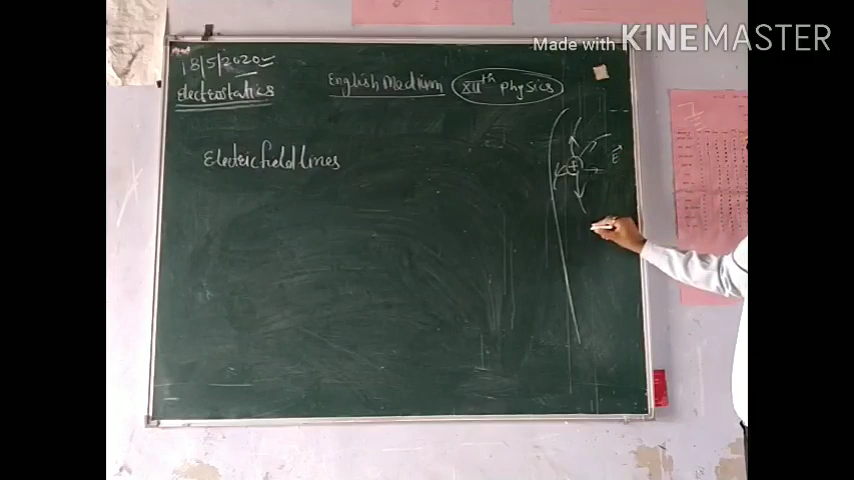 Made with KINEMASTER
18/5/2020
English Medium XIIth physics
Electrostatics
Electric field lines
+
E